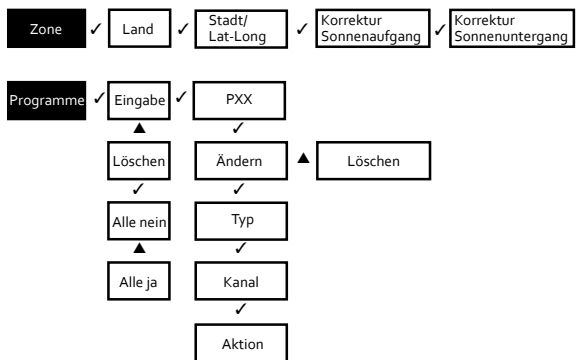 Zone ✓ Land ✓ Stadt/ Lat-Long ✓ Korrektur Sonnenaufgang ✓ Korrektur Sonnenuntergang
Programme ✓ Eingabe ✓ PXX
▲ ✓
Löschen Ändern ▲ Löschen
✓ ✓
Alle nein Typ
▲ ✓
Alle ja Kanal
✓
Aktion